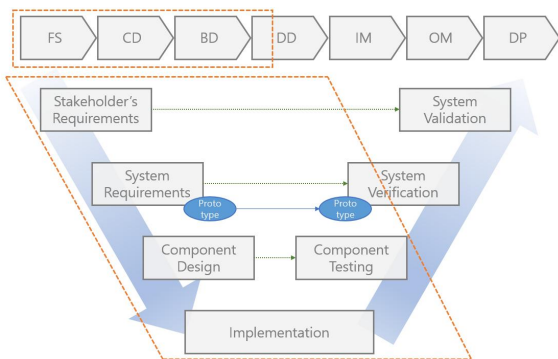 FS CD BD DD IM OM DP
Stakeholder's
Requirements
System
Validation
System
Requirements
System
Verification
Proto
type
Proto
type
Component
Design
Component
Testing
Implementation